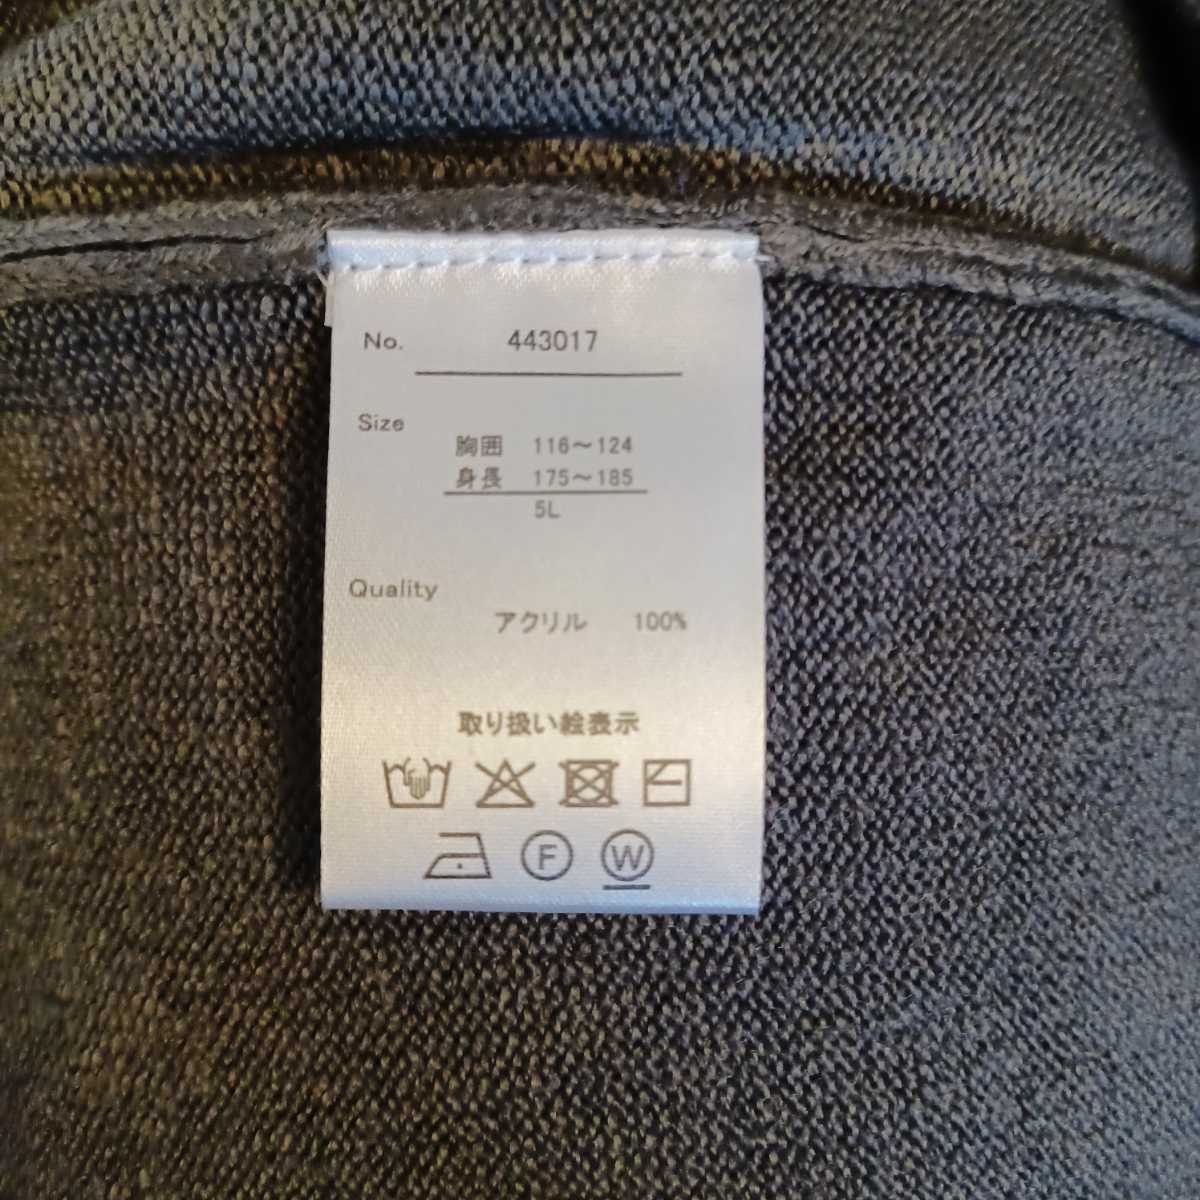 No. 443017
Size
胸囲 116～124
身長 175～185
5L
Quality
アクリル 100%
取り扱い絵表示
F W